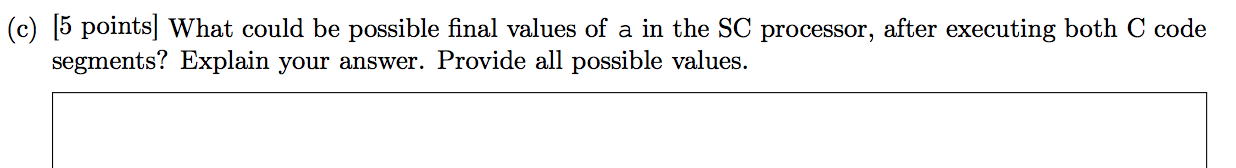 (c) [5 points] What could be possible final values of a in the SC processor, after executing both C code
segments? Explain your answer. Provide all possible values.